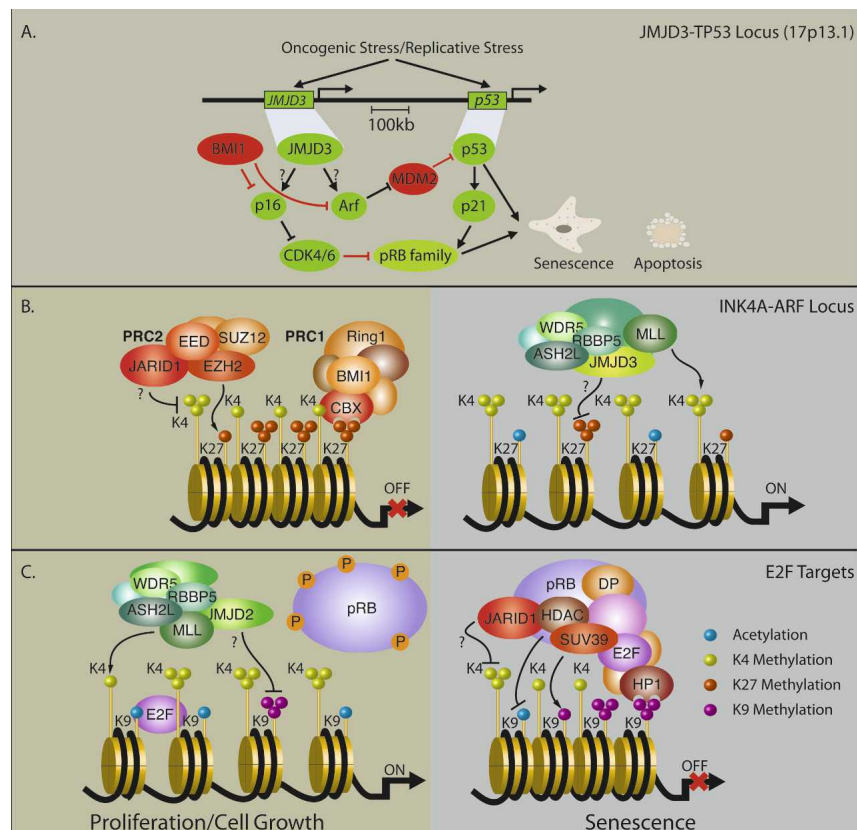 A.
JMJD3-TP53 Locus (17p13.1)
Oncogenic Stress/Replicative Stress
JMJD3
p53
100kb
BMI1
JMJD3
p53
? ?
MDM2
p16
Arf
p21
CDK4/6
pRB family
Senescence
Apoptosis
B.
INK4A-ARF Locus
PRC2
EED
SUZ12
JARID1
EZH2
PRC1
Ring1
BMI1
CBX
?
K4 K4 K4 K4
K27 K27 K27 K27
OFF
WDR5
RBBP5
MLL
ASH2L
JMJD3
?
K4 K4 K4 K4
K27 K27 K27 K27
ON
C.
E2F Targets
WDR5
RBBP5
ASH2L
JMJD2
MLL
?
P P P P P
pRB
K4 K4 K4 K4
K9 E2F K9 K9 K9
ON
Proliferation/Cell Growth
pRB
DP
JARID1
HDAC
SUV39
E2F
HP1
?
K4 K4 K4 K4
K9 K9 K9 K9
OFF
Senescence
Acetylation
K4 Methylation
K27 Methylation
K9 Methylation